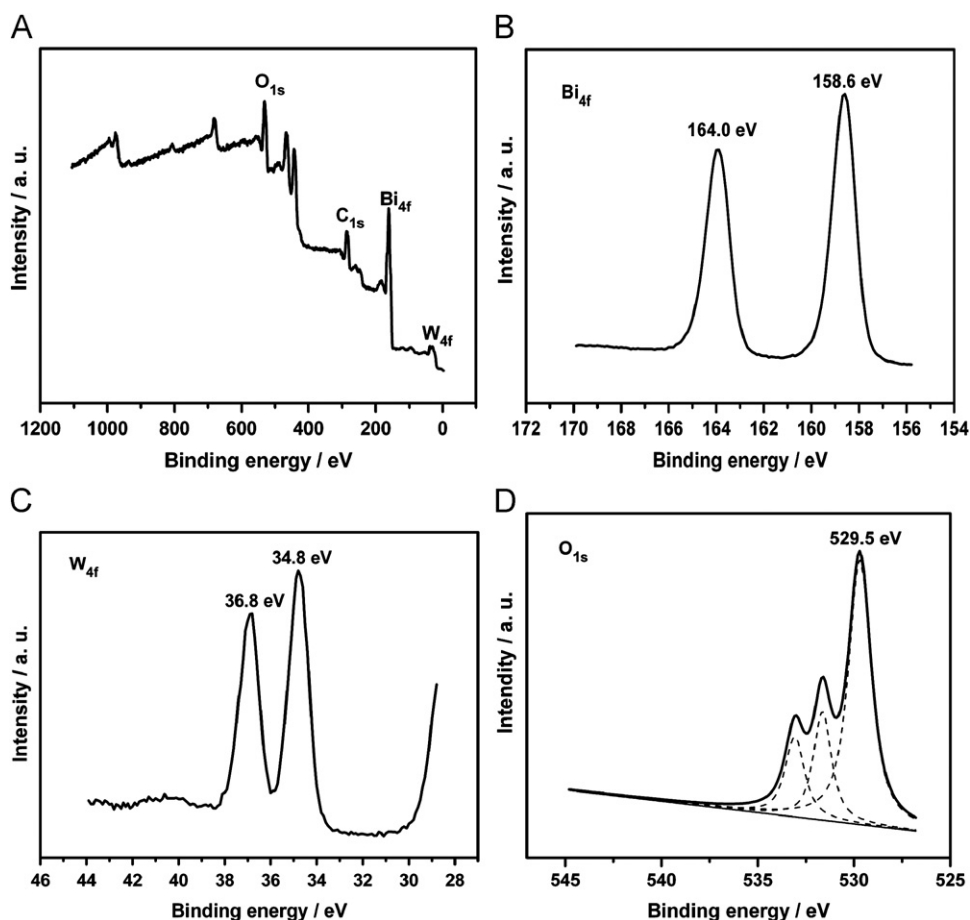 A
O1s
C1s
Bi4f
W4f
Intensity / a. u.
1200 1000 800 600 400 200 0
Binding energy / eV
B
Bi4f
164.0 eV
158.6 eV
Intensity / a. u.
172 170 168 166 164 162 160 158 156 154
Binding energy / eV
C
W4f
36.8 eV
34.8 eV
Intensity / a. u.
46 44 42 40 38 36 34 32 30 28
Binding energy / eV
D
O1s
529.5 eV
Intendity / a. u.
545 540 535 530 525
Binding energy / eV